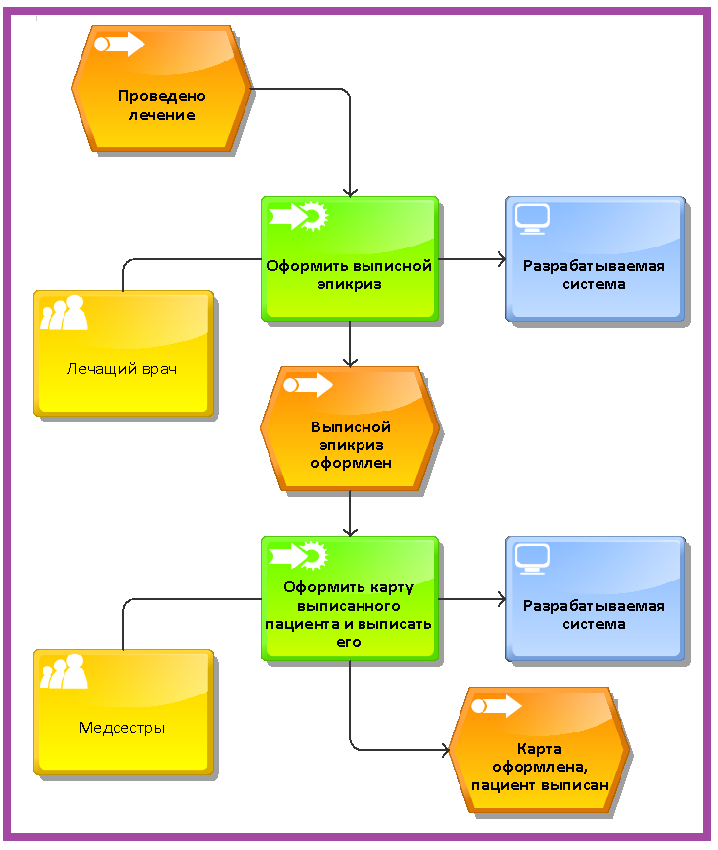 Проведено
лечение
Оформить выписной
эпикриз
Разрабатываемая
система
Лечащий врач
Выписной
эпикриз
оформлен
Оформить карту
выписанного
пациента и выписать
его
Разрабатываемая
система
Медсестры
Карта
оформлена,
пациент выписан